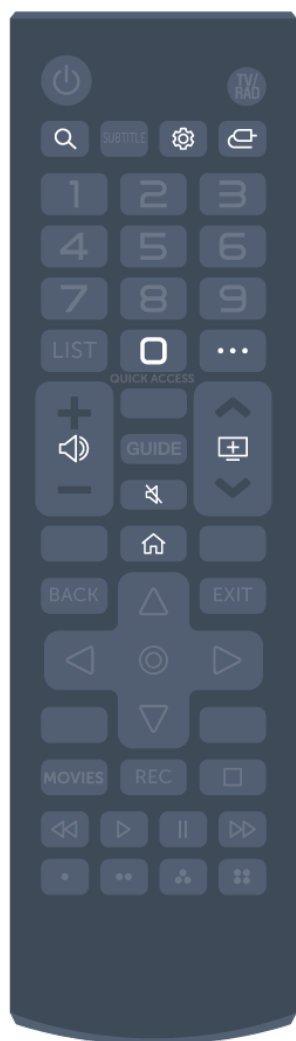 TV/
RAD
SUBTITLE
1 2 3
4 5 6
7 8 9
LIST
QUICK ACCESS
GUIDE
BACK EXIT
MOVIES REC